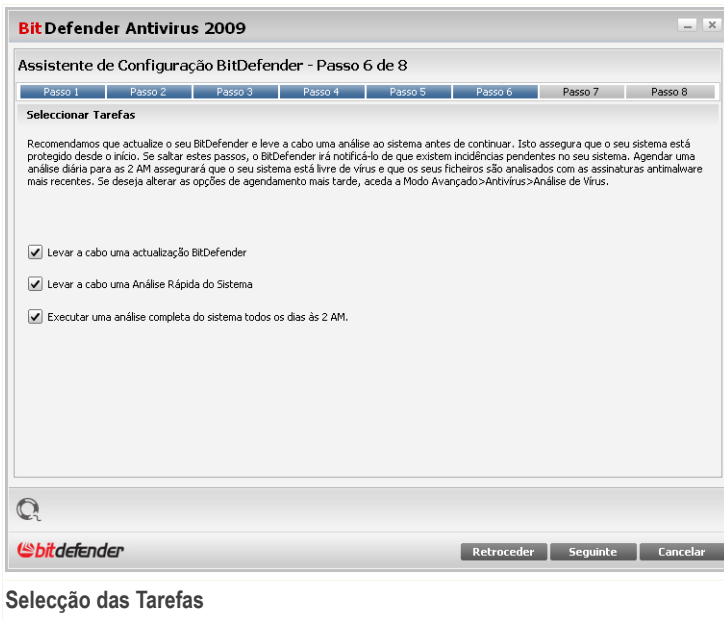 BitDefender Antivirus 2009
Assistente de Configuração BitDefender - Passo 6 de 8
Passo 1 Passo 2 Passo 3 Passo 4 Passo 5 Passo 6 Passo 7 Passo 8
Seleccionar Tarefas
Recomendamos que actualize o seu BitDefender e leve a cabo uma análise ao sistema antes de continuar. Isto assegura que o seu sistema está
protegido desde o início. Se saltar estes passos, o BitDefender irá notificá-lo de que existem incidências pendentes no seu sistema. Agendar uma
análise diária para as 2 AM assegurará que o seu sistema está livre de vírus e que os seus ficheiros são analisados com as assinaturas antimalware
mais recentes. Se deseja alterar as opções de agendamento mais tarde, aceda a Modo Avançado>Antivírus>Análise de Vírus.
Levar a cabo uma actualização BitDefender
Levar a cabo uma Análise Rápida do Sistema
Executar uma análise completa do sistema todos os dias às 2 AM.
bitdefender
Retroceder Seguinte Cancelar
Selecção das Tarefas